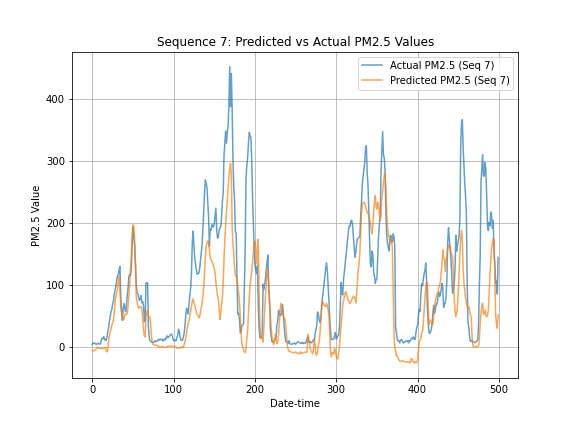 Sequence 7: Predicted vs Actual PM2.5 Values
Actual PM2.5 (Seq 7)
Predicted PM2.5 (Seq 7)
400
300
200
100
0
PM2.5 Value
0 100 200 300 400 500
Date-time